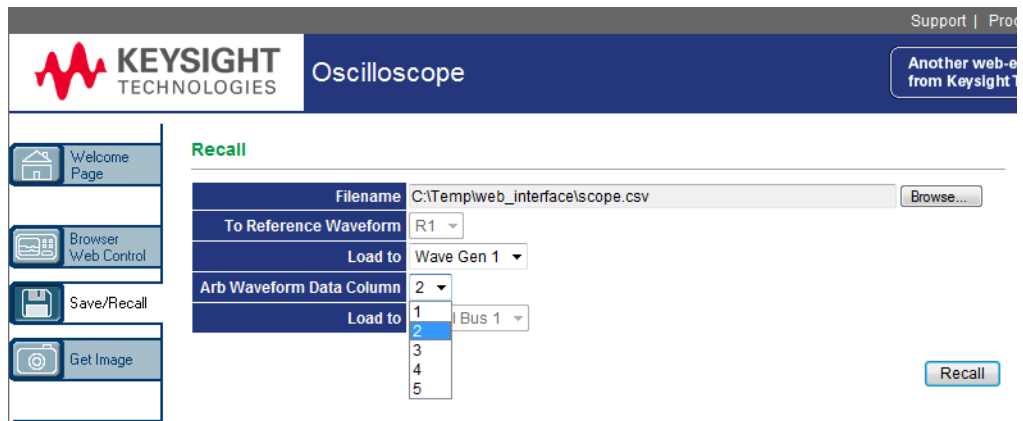 Support | Prod
KEYSIGHT
TECHNOLOGIES
Oscilloscope
Another web-e
from Keysight T
Welcome
Page
Browser
Web Control
Save/Recall
Get Image
Recall
Filename C:\Temp\web_interface\scope.csv Browse...
To Reference Waveform R1
Load to Wave Gen 1
Arb Waveform Data Column 2
1
2
3
4
5
Load to l Bus 1
Recall